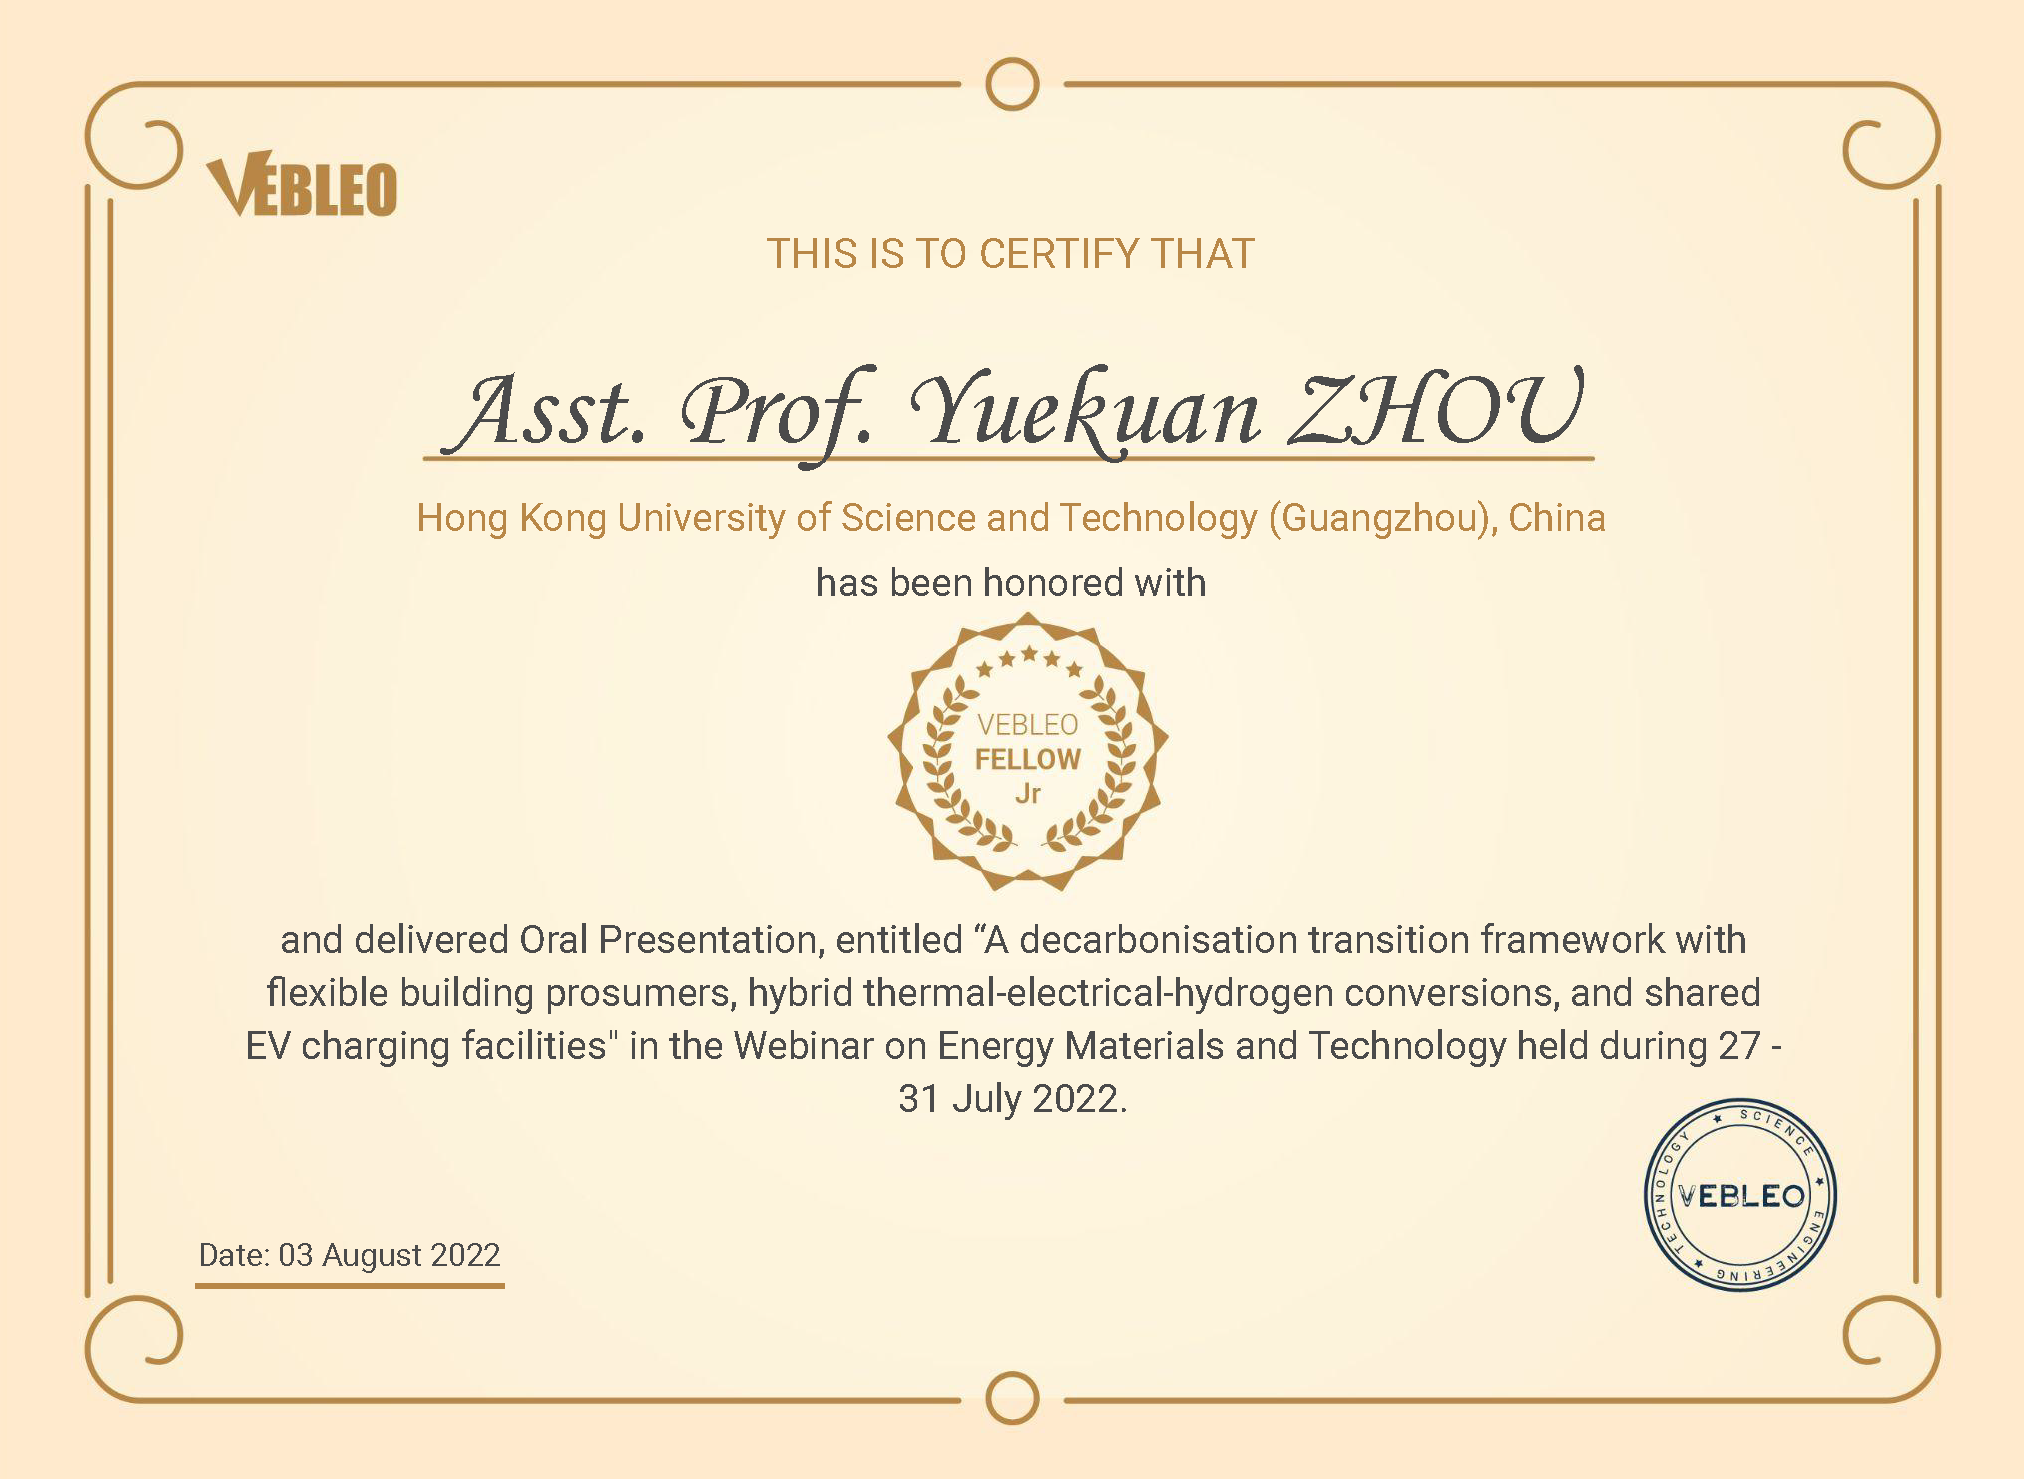 VEBLEO
THIS IS TO CERTIFY THAT
Asst. Prof. Yuekuan ZHOU
Hong Kong University of Science and Technology (Guangzhou), China
has been honored with
VEBLEO
FELLOW
Jr
and delivered Oral Presentation, entitled “A decarbonisation transition framework with
flexible building prosumers, hybrid thermal-electrical-hydrogen conversions, and shared
EV charging facilities" in the Webinar on Energy Materials and Technology held during 27 -
31 July 2022.
Date: 03 August 2022
TECHNOLOGY ★ SCIENCE ★ ENGINEERING ★
VEBLEO